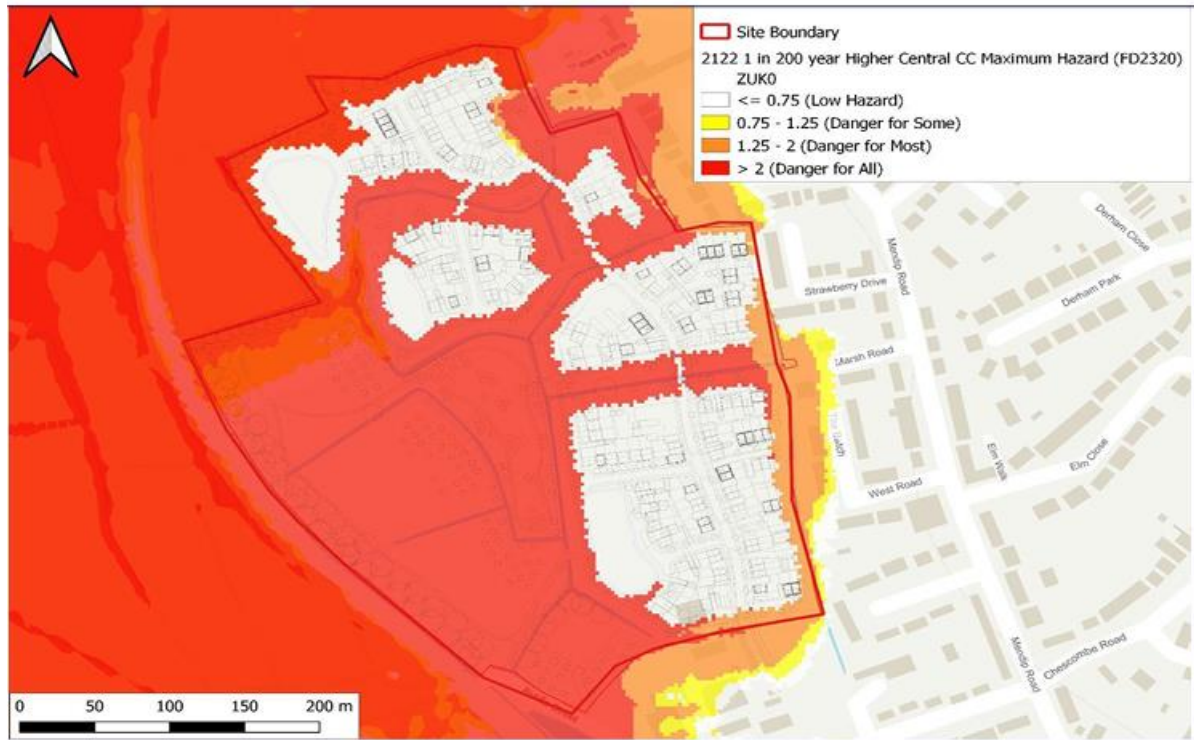 Site Boundary
2122 1 in 200 year Higher Central CC Maximum Hazard (FD2320)
ZUK0
<= 0.75 (Low Hazard)
0.75 - 1.25 (Danger for Some)
1.25 - 2 (Danger for Most)
> 2 (Danger for All)
Derham Close
Mendip Road
Derham Park
Strawberry Drive
Marsh Road
The Batch
Elm Walk
Elm Close
West Road
Mendip Road
Chescombe Road
0 50 100 150 200 m